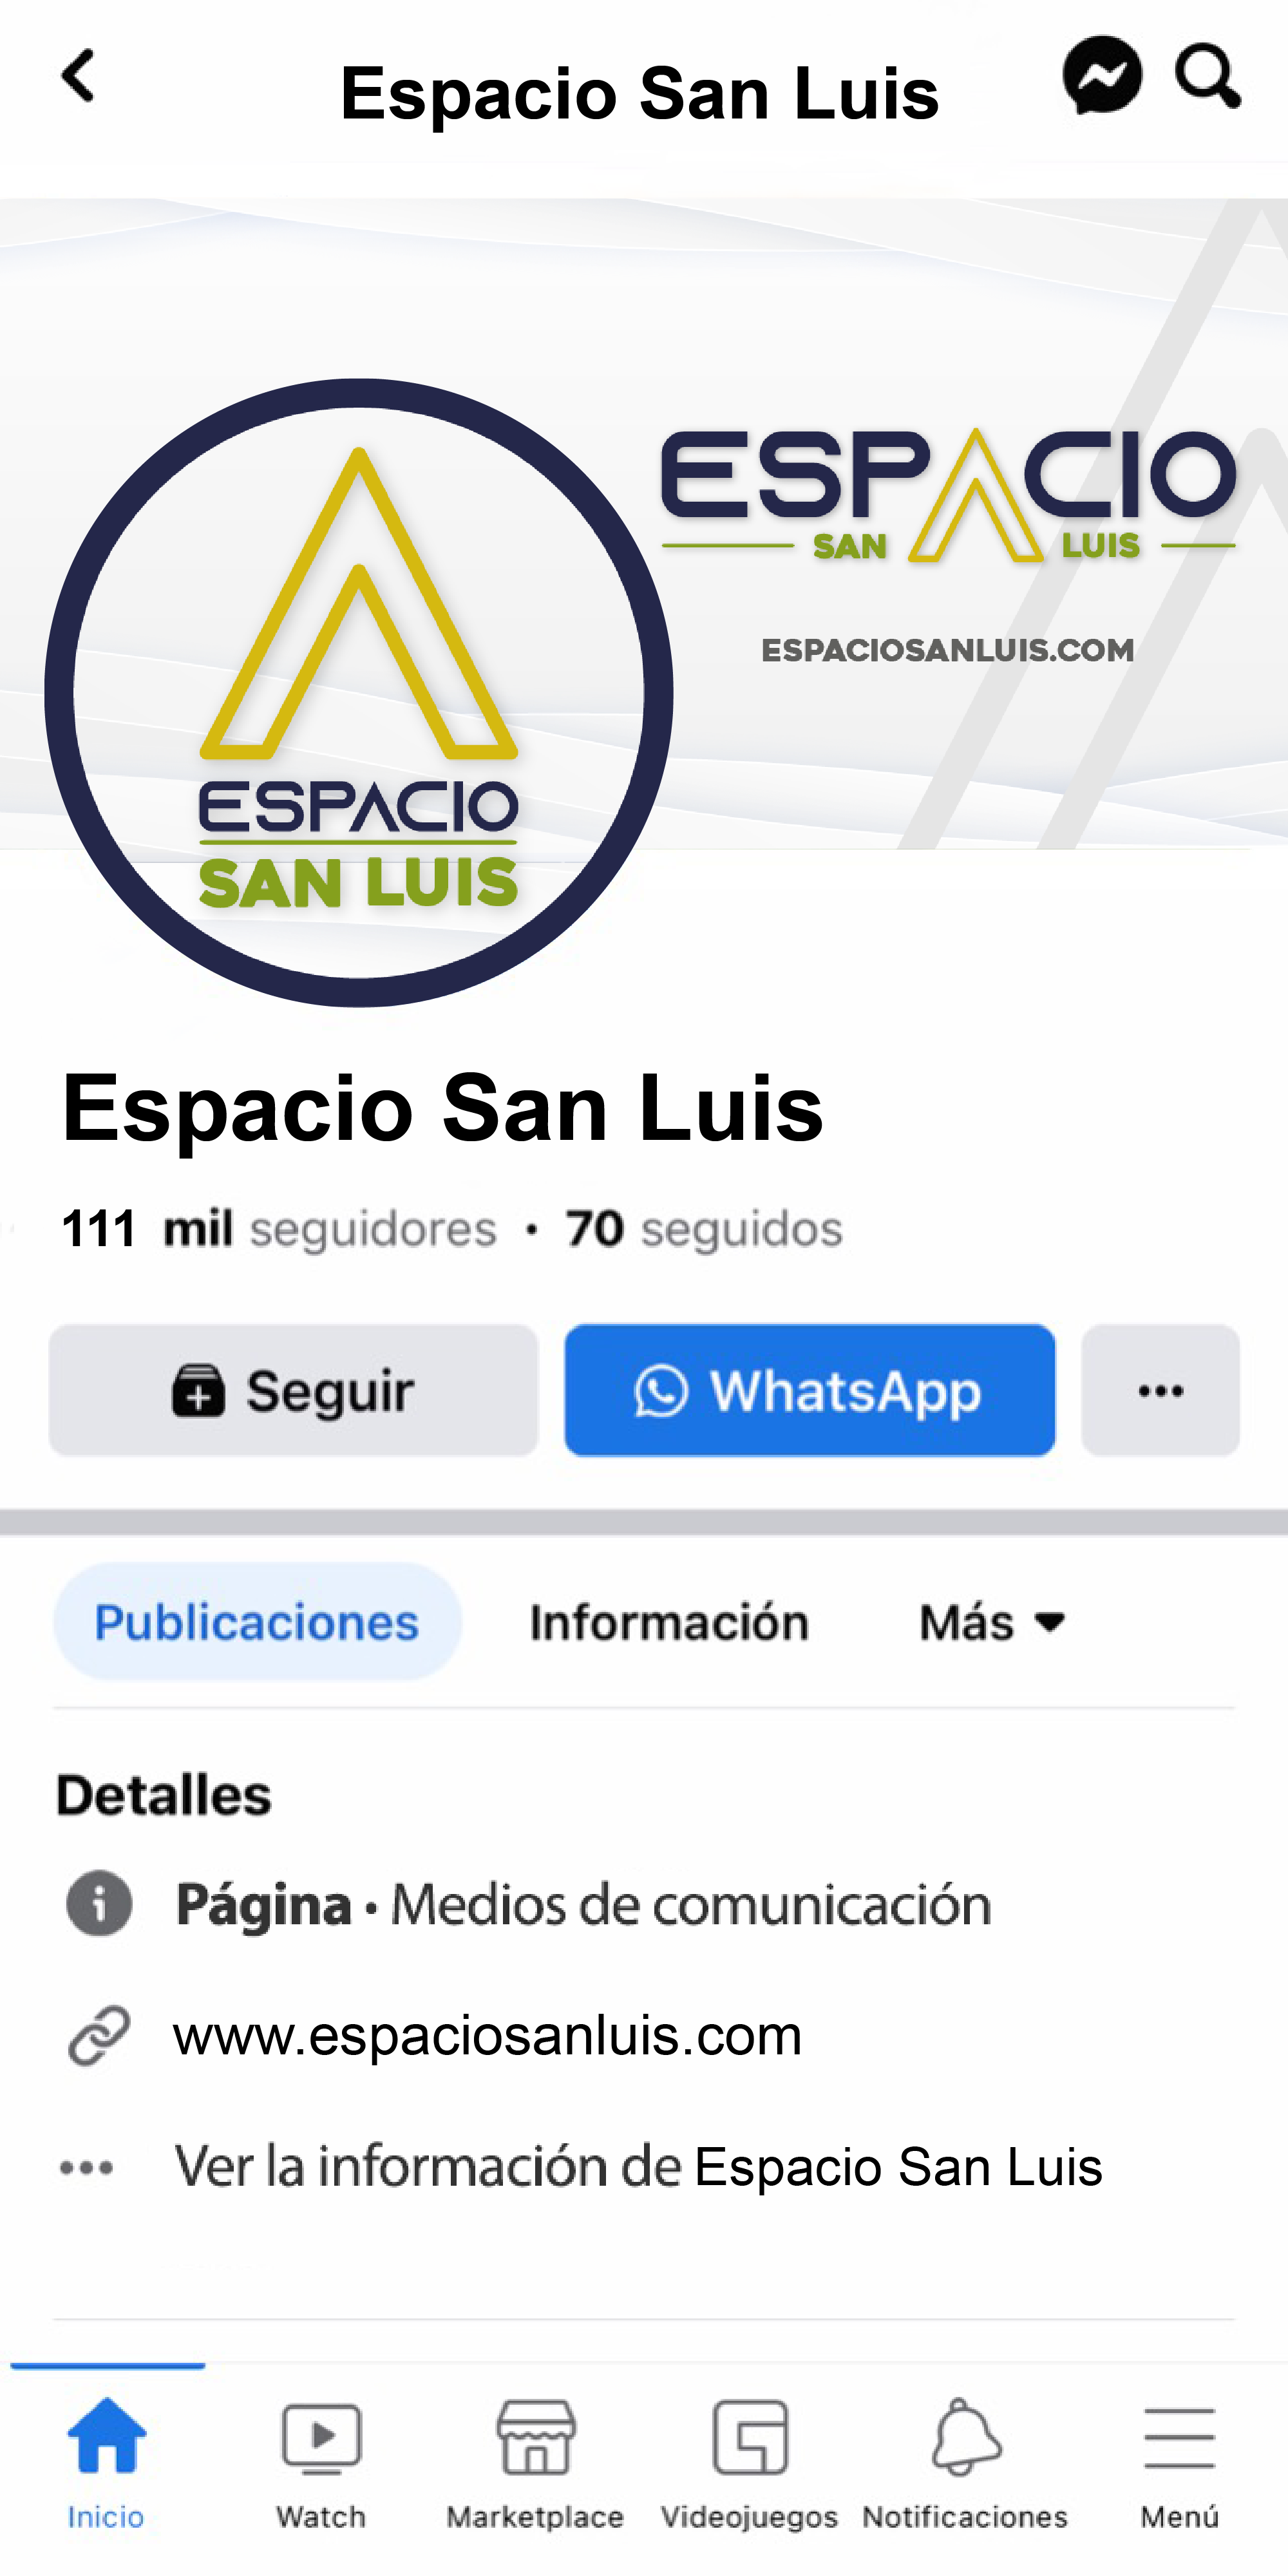 Espacio San Luis
ESPACIO
SAN LUIS
ESPACIOSANLUIS.COM
ESPACIO
SAN LUIS
Espacio San Luis
111 mil seguidores · 70 seguidos
Seguir WhatsApp
Publicaciones Información Más
Detalles
Página · Medios de comunicación
www.espaciosanluis.com
Ver la información de Espacio San Luis
Inicio Watch Marketplace Videojuegos Notificaciones Menú